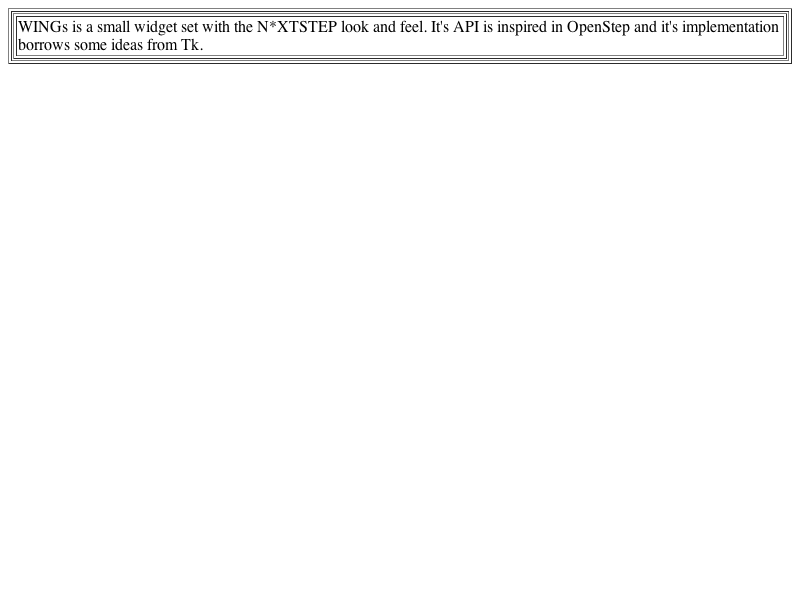 WINGs is a small widget set with the N*XTSTEP look and feel. It's API is inspired in OpenStep and it's implementation
borrows some ideas from Tk.